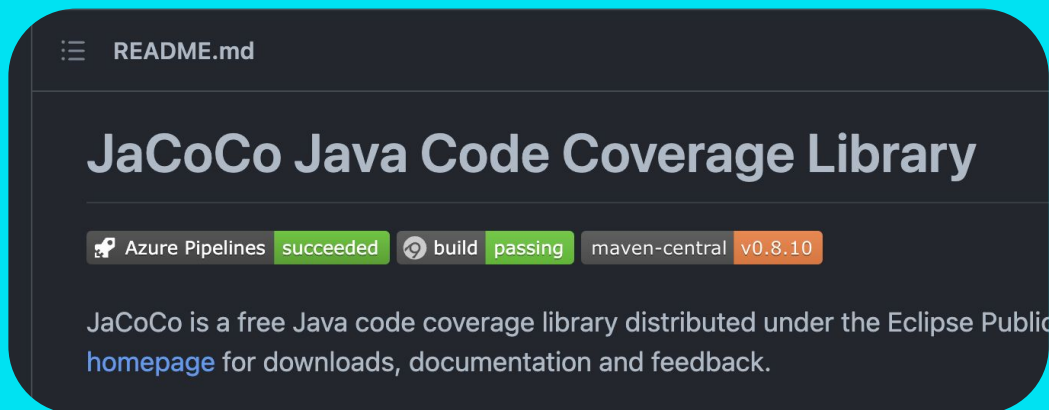 README.md
JaCoCo Java Code Coverage Library
Azure Pipelines succeeded build passing maven-central v0.8.10
JaCoCo is a free Java code coverage library distributed under the Eclipse Public
homepage for downloads, documentation and feedback.